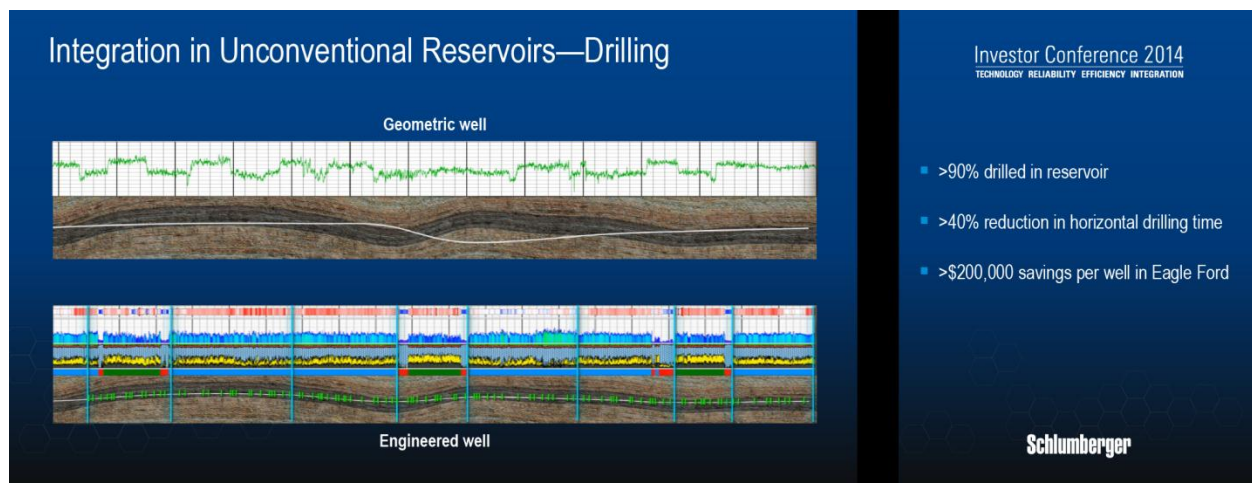 Integration in Unconventional Reservoirs—Drilling
Geometric well
Engineered well
Investor Conference 2014
TECHNOLOGY RELIABILITY EFFICIENCY INTEGRATION
>90% drilled in reservoir
>40% reduction in horizontal drilling time
>$200,000 savings per well in Eagle Ford
Schlumberger